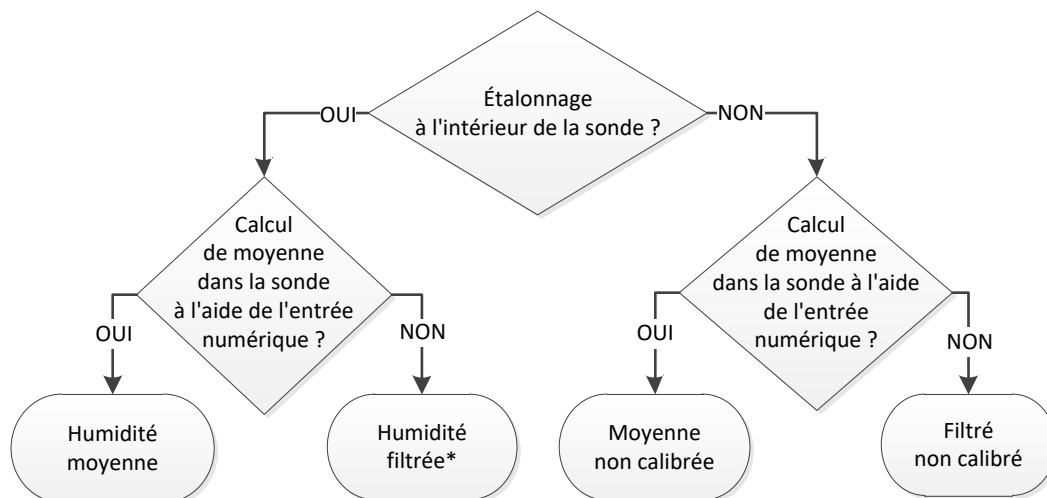 Étalonnage
à l'intérieur de la sonde ?
OUI
NON
Calcul
de moyenne
dans la sonde
à l'aide de l'entrée
numérique ?
Calcul
de moyenne
dans la sonde à l'aide
de l'entrée
numérique ?
OUI
NON
OUI
NON
Humidité
moyenne
Humidité
filtrée*
Moyenne
non calibrée
Filtré
non calibré